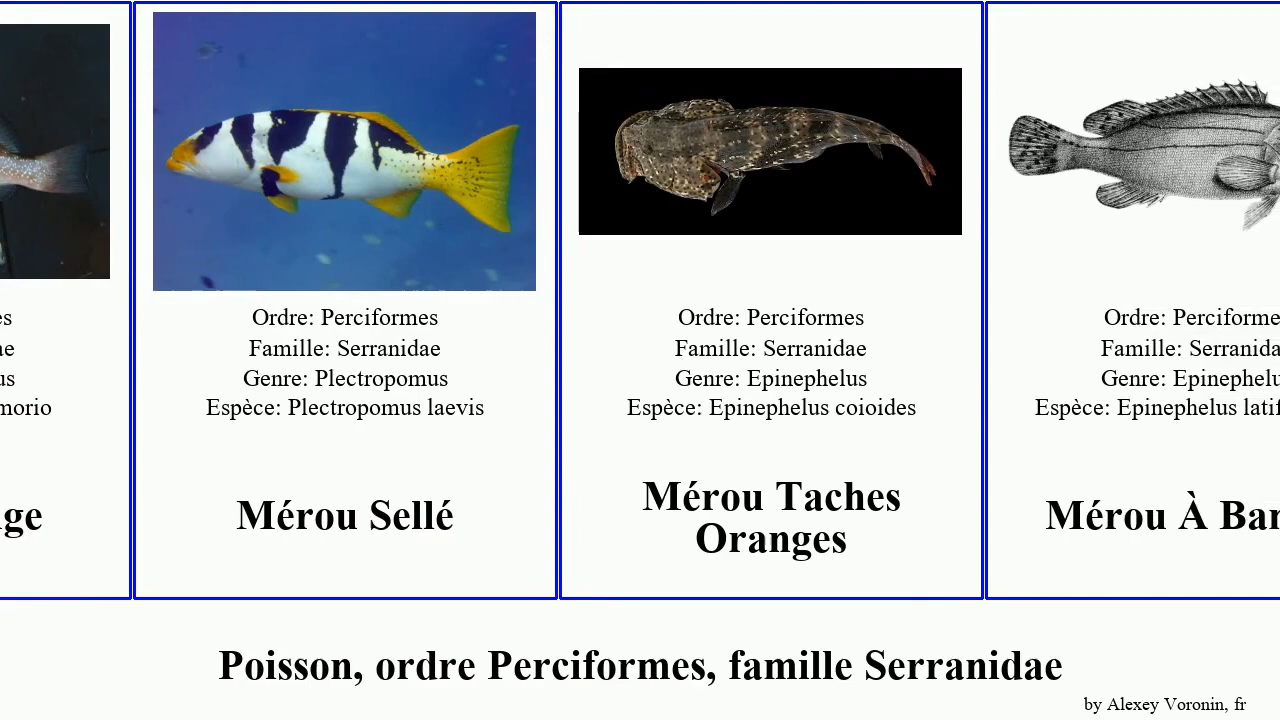 es
ae
us
morio
ge
Ordre: Perciformes
Famille: Serranidae
Genre: Plectropomus
Espèce: Plectropomus laevis
Mérou Sellé
Ordre: Perciformes
Famille: Serranidae
Genre: Epinephelus
Espèce: Epinephelus coioides
Mérou Taches
Oranges
Ordre: Perciforme
Famille: Serranida
Genre: Epinephelu
Espèce: Epinephelus latif
Mérou À Bar
Poisson, ordre Perciformes, famille Serranidae
by Alexey Voronin, fr